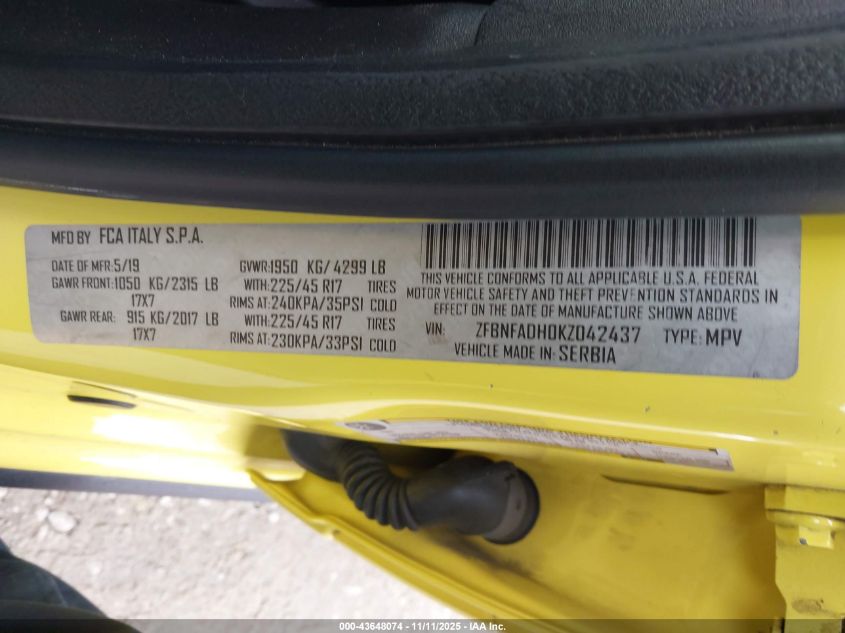 MFD BY FCA ITALY S.P.A.
DATE OF MFR: 5/19 GVWR: 1950 KG/ 4299 LB
GAWR FRONT: 1050 KG/2315 LB WITH: 225/45 R17 TIRES
17X7 RIMS AT: 240KPA/35PSI COLD
GAWR REAR: 915 KG/2017 LB WITH: 225/45 R17 TIRES
17X7 RIMS AT: 230KPA/33PSI COLD
THIS VEHICLE CONFORMS TO ALL APPLICABLE U.S.A. FEDERAL
MOTOR VEHICLE SAFETY AND THEFT PREVENTION STANDARDS IN
EFFECT ON DATE OF MANUFACTURE SHOWN ABOVE
VIN: ZFBNFADH0KZ042437 TYPE: MPV
VEHICLE MADE IN SERBIA
000-43648074 - 11/11/2025 - IAA Inc.